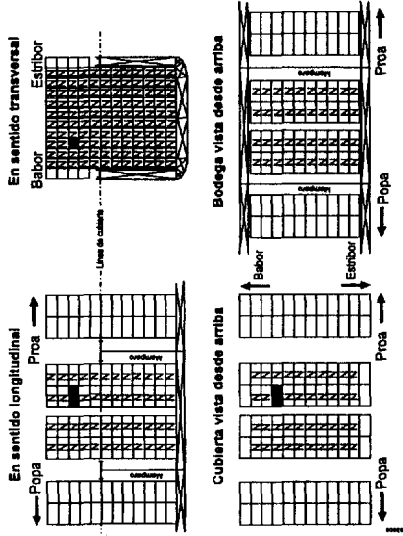 En sentido longitudinal
Popa
Proa
Mamparo
Mamparo
Línea de cubierta
En sentido transversal
Babor
Estribor
Cubierta vista desde arriba
Popa
Proa
Babor
Estribor
Bodega vista desde arriba
Popa
Proa
Mamparo
Mamparo